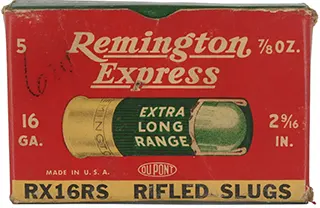 5 Remington 7/8 OZ.
Express
16 GA.
EXTRA
LONG
RANGE
2 9/16 IN.
MADE IN U.S.A.
DU PONT
RX16RS RIFLED SLUGS